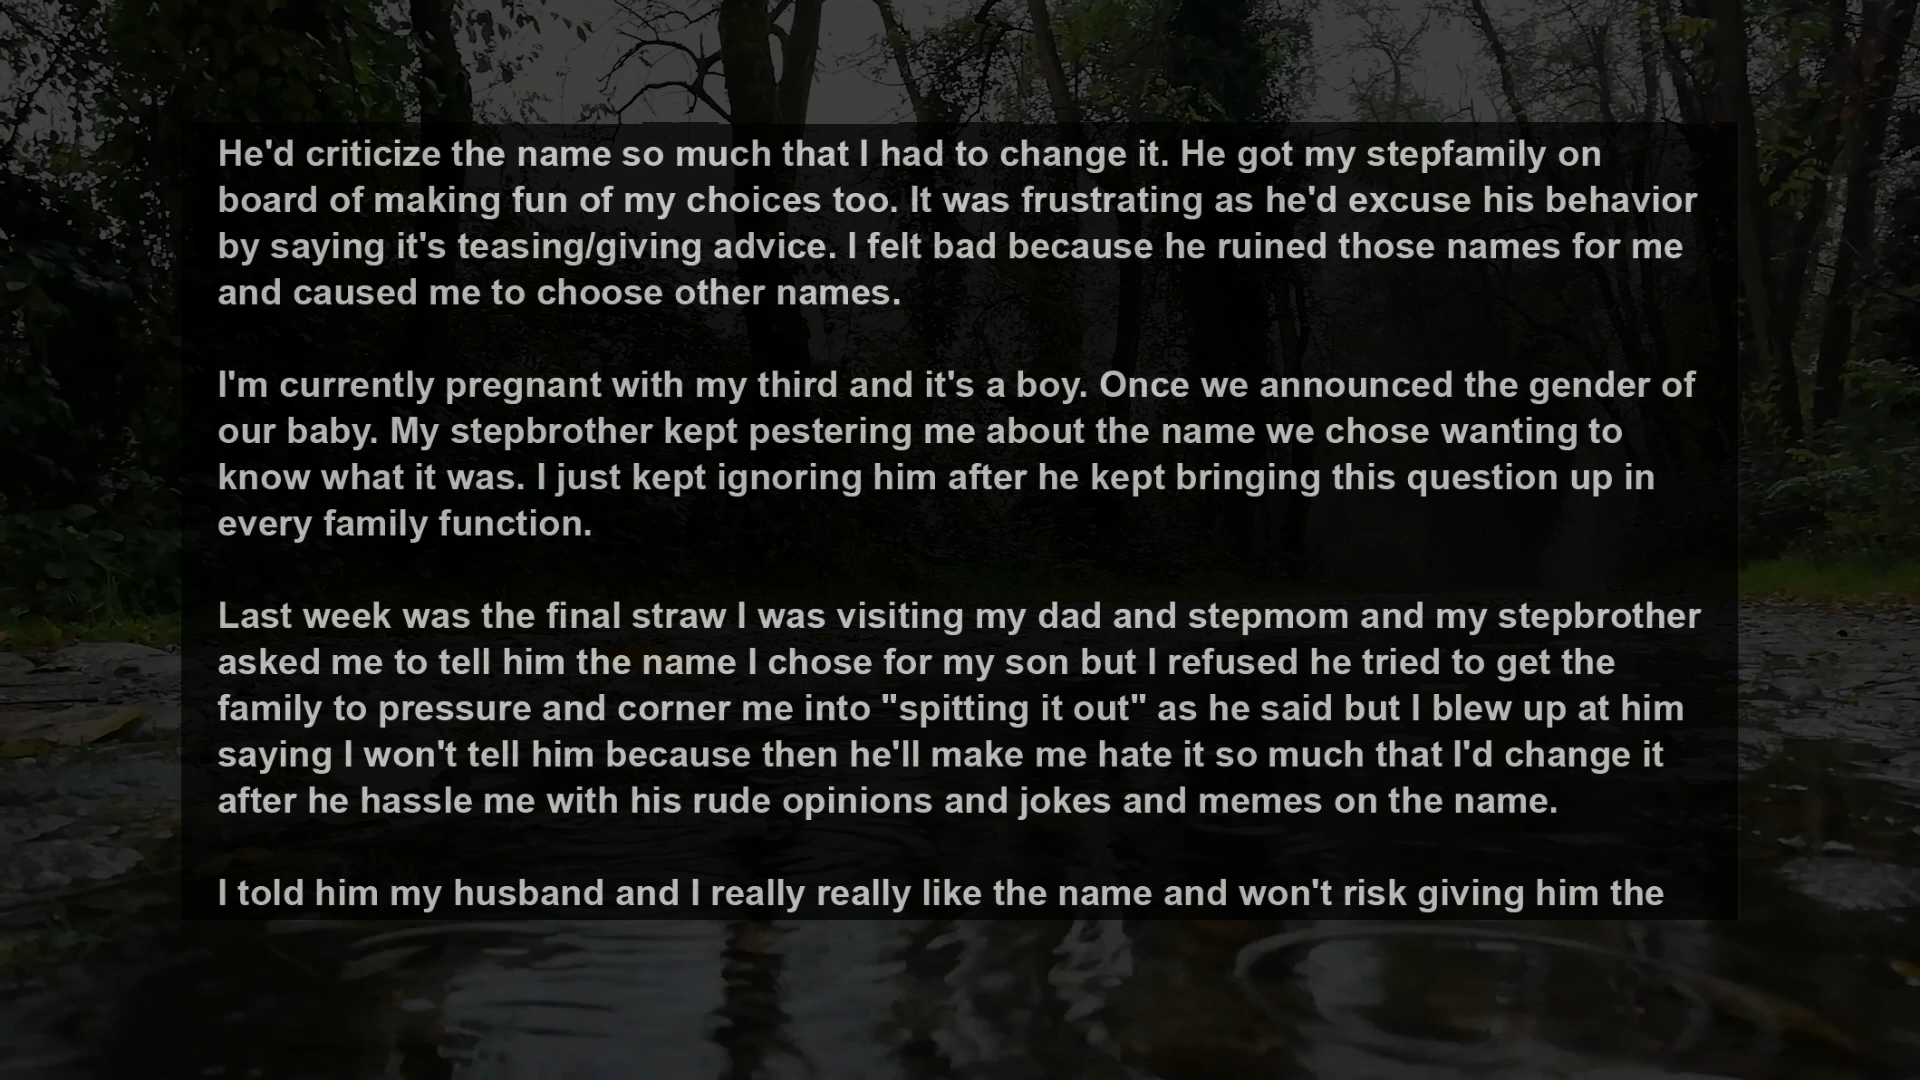 He'd criticize the name so much that I had to change it. He got my stepfamily on
board of making fun of my choices too. It was frustrating as he'd excuse his behavior
by saying it's teasing/giving advice. I felt bad because he ruined those names for me
and caused me to choose other names.
I'm currently pregnant with my third and it's a boy. Once we announced the gender of
our baby. My stepbrother kept pestering me about the name we chose wanting to
know what it was. I just kept ignoring him after he kept bringing this question up in
every family function.
Last week was the final straw I was visiting my dad and stepmom and my stepbrother
asked me to tell him the name I chose for my son but I refused he tried to get the
family to pressure and corner me into "spitting it out" as he said but I blew up at him
saying I won't tell him because then he'll make me hate it so much that I'd change it
after he hassle me with his rude opinions and jokes and memes on the name.
I told him my husband and I really really like the name and won't risk giving him the